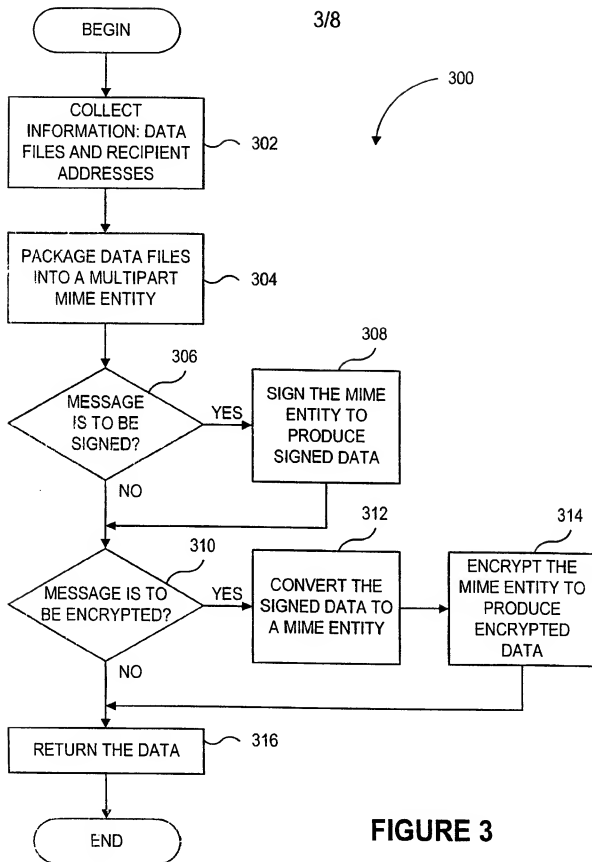 BEGIN
3/8
300
COLLECT
INFORMATION: DATA
FILES AND RECIPIENT
ADDRESSES
302
PACKAGE DATA FILES
INTO A MULTIPART
MIME ENTITY
304
306
MESSAGE
IS TO BE
SIGNED?
YES
308
SIGN THE MIME
ENTITY TO
PRODUCE
SIGNED DATA
NO
310
MESSAGE IS TO
BE ENCRYPTED?
YES
312
CONVERT THE
SIGNED DATA TO
A MIME ENTITY
314
ENCRYPT THE
MIME ENTITY TO
PRODUCE
ENCRYPTED
DATA
NO
RETURN THE DATA
316
END
FIGURE 3